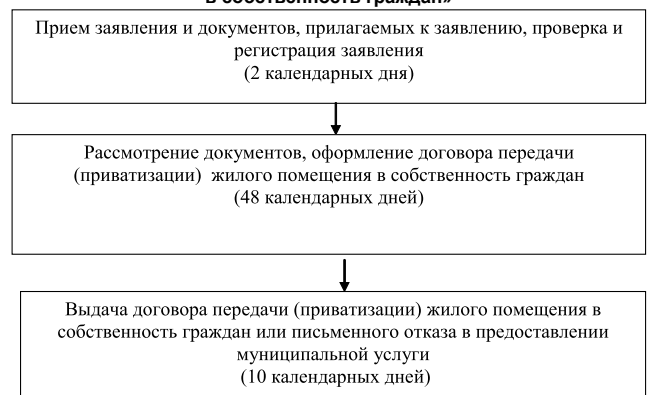 в собственность граждан»
Прием заявления и документов, прилагаемых к заявлению, проверка и
регистрация заявления
(2 календарных дня)
Рассмотрение документов, оформление договора передачи
(приватизации) жилого помещения в собственность граждан
(48 календарных дней)
Выдача договора передачи (приватизации) жилого помещения в
собственность граждан или письменного отказа в предоставлении
муниципальной услуги
(10 календарных дней)